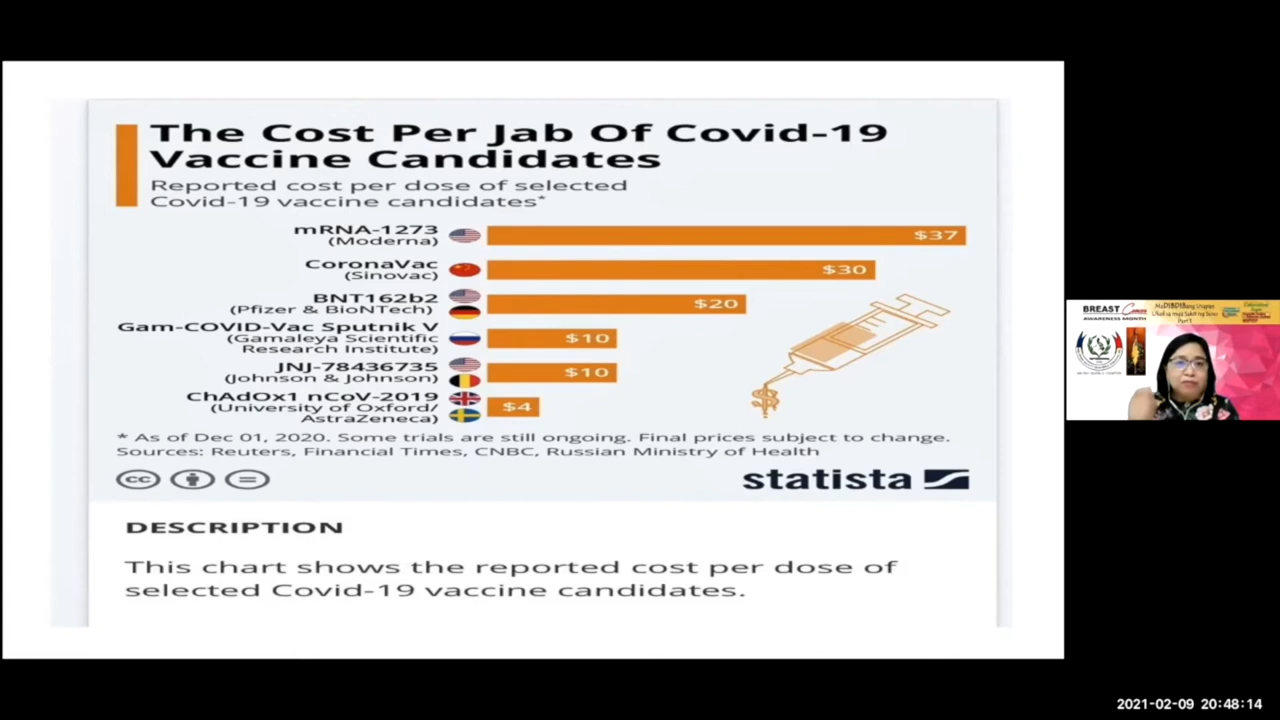 The Cost Per Jab Of Covid-19
Vaccine Candidates
Reported cost per dose of selected
Covid-19 vaccine candidates*
mRNA-1273
(Moderna)
$37
CoronaVac
(Sinovac)
$30
BNT162b2
(Pfizer & BioNTech)
$20
Gam-COVID-Vac Sputnik V
(Gamaleya Scientific
Research Institute)
$10
JNJ-78436735
(Johnson & Johnson)
$10
ChAdOx1 nCoV-2019
(University of Oxford/
AstraZeneca)
$4
* As of Dec 01, 2020. Some trials are still ongoing. Final prices subject to change.
Sources: Reuters, Financial Times, CNBC, Russian Ministry of Health
cc
statista
DESCRIPTION
This chart shows the reported cost per dose of
selected Covid-19 vaccine candidates.
BREAST Cancer
AWARENESS MONTH
Part 1
2021-02-09 20:48:14